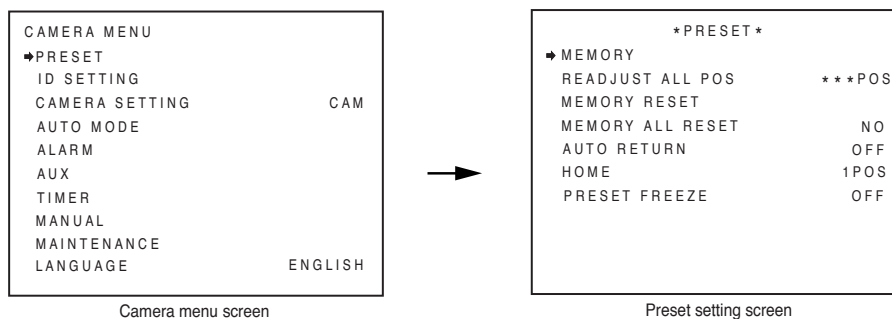 CAMERA MENU
PRESET
ID SETTING
CAMERA SETTING CAM
AUTO MODE
ALARM
AUX
TIMER
MANUAL
MAINTENANCE
LANGUAGE ENGLISH
Camera menu screen
*PRESET*
MEMORY
READJUST ALL POS ***POS
MEMORY RESET
MEMORY ALL RESET NO
AUTO RETURN OFF
HOME 1POS
PRESET FREEZE OFF
Preset setting screen